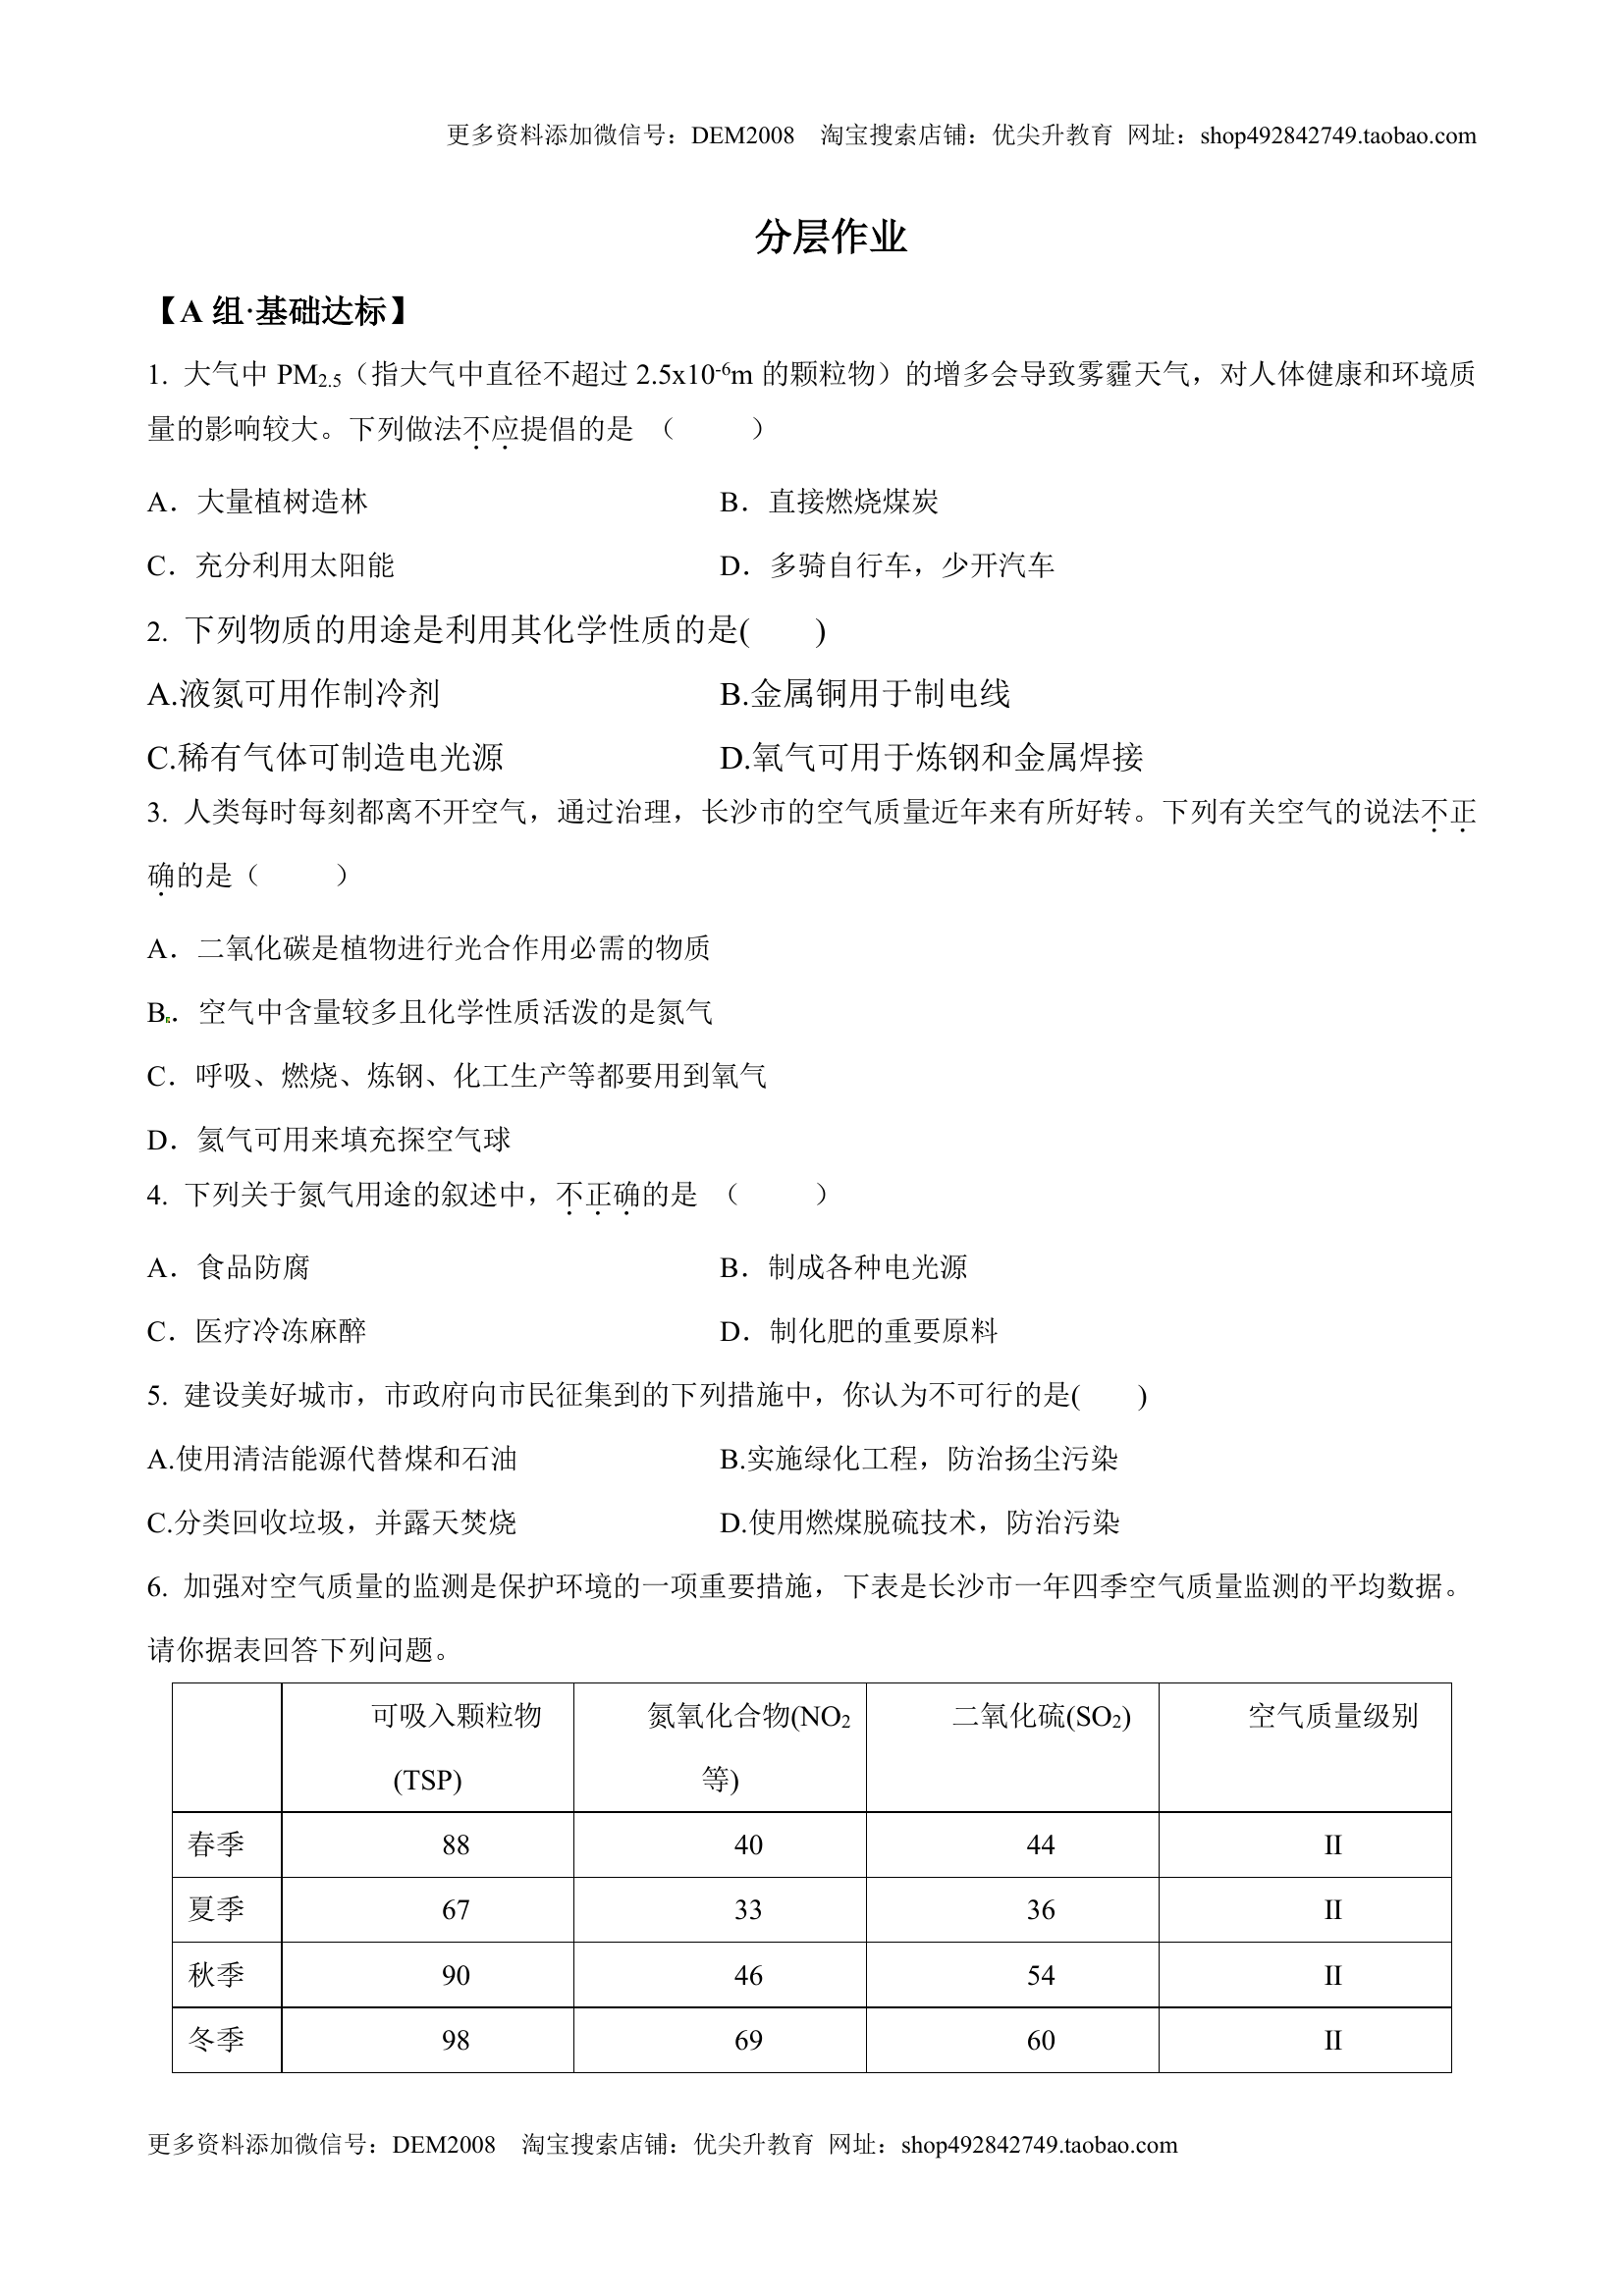 更多资料添加微信号：DEM2008    淘宝搜索店铺：优尖升教育  网址：shop492842749.taobao.com
分层作业
【A 组·基础达标】
1. 大气中 PM2.5（指大气中直径不超过 2.5x10-6m 的颗粒物）的增多会导致雾霾天气，对人体健康和环境质
量的影响较大。下列做法不应提倡的是 （      ）
A．大量植树造林    B．直接燃烧煤炭
C．充分利用太阳能    D．多骑自行车，少开汽车
2. 下列物质的用途是利用其化学性质的是(      )
A.液氮可用作制冷剂    B.金属铜用于制电线
C.稀有气体可制造电光源    D.氧气可用于炼钢和金属焊接
3. 人类每时每刻都离不开空气，通过治理，长沙市的空气质量近年来有所好转。下列有关空气的说法不正
确的是（      ）
A．二氧化碳是植物进行光合作用必需的物质
B．空气中含量较多且化学性质活泼的是氮气
C．呼吸、燃烧、炼钢、化工生产等都要用到氧气
D．氦气可用来填充探空气球
4. 下列关于氮气用途的叙述中，不正确的是 （      ）
A．食品防腐    B．制成各种电光源
C．医疗冷冻麻醉    D．制化肥的重要原料
5. 建设美好城市，市政府向市民征集到的下列措施中，你认为不可行的是(      )
A.使用清洁能源代替煤和石油    B.实施绿化工程，防治扬尘污染
C.分类回收垃圾，并露天焚烧    D.使用燃煤脱硫技术，防治污染
6. 加强对空气质量的监测是保护环境的一项重要措施，下表是长沙市一年四季空气质量监测的平均数据。
请你据表回答下列问题。
可吸入颗粒物    氮氧化合物(NO2    二氧化硫(SO2)    空气质量级别
(TSP)    等)
春季    88    40    44    II
夏季    67    33    36    II
秋季    90    46    54    II
冬季    98    69    60    II
更多资料添加微信号：DEM2008    淘宝搜索店铺：优尖升教育  网址：shop492842749.taobao.com